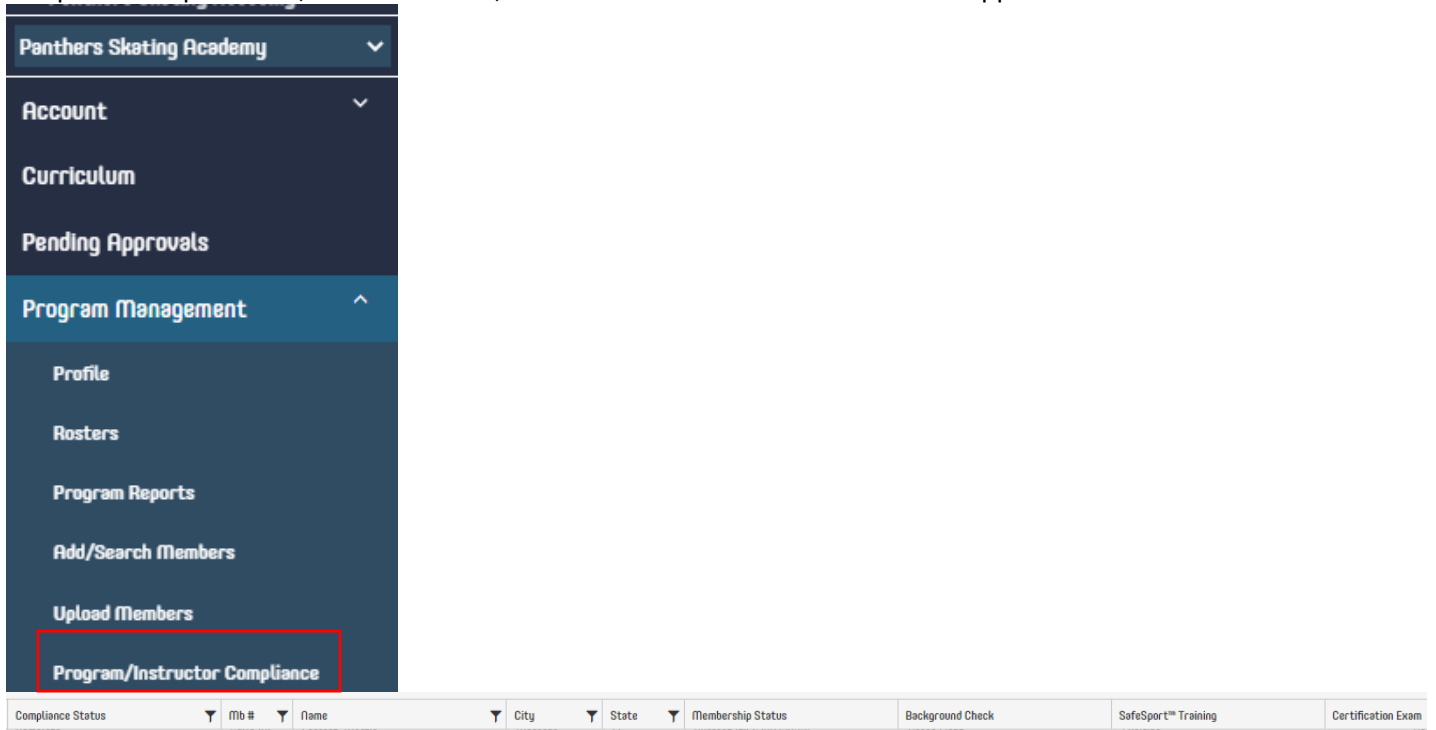 Panthers Skating Academy
Account
Curriculum
Pending Approvals
Program Management
Profile
Rosters
Program Reports
Add/Search Members
Upload Members
Program/Instructor Compliance
Compliance Status Mb # Name City State Membership Status Background Check SafeSport™ Training Certification Exam